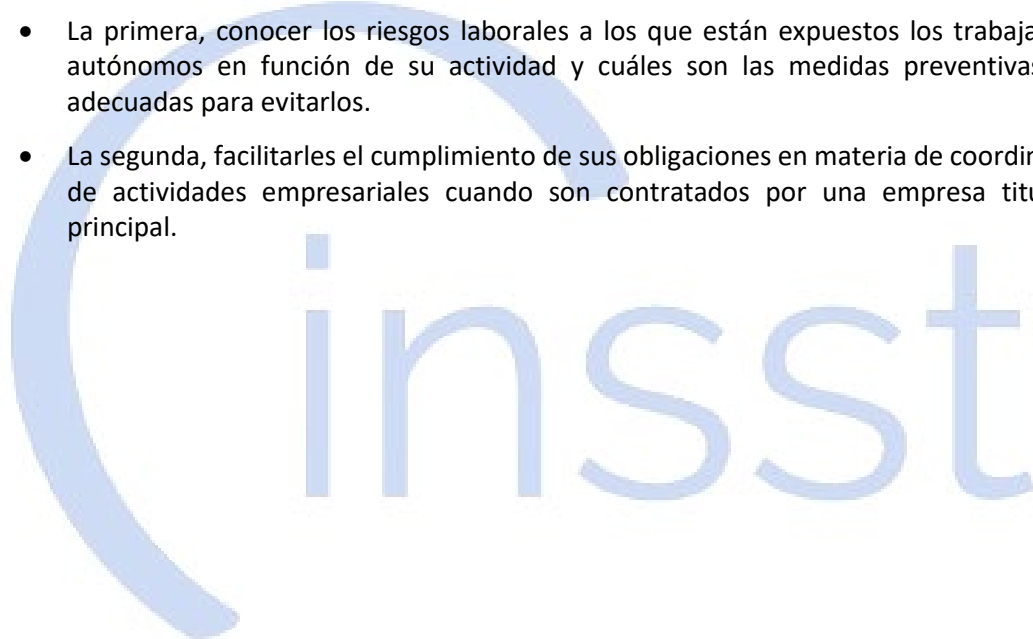 • La primera, conocer los riesgos laborales a los que están expuestos los trabaja
autónomos en función de su actividad y cuáles son las medidas preventivas
adecuadas para evitarlos.
• La segunda, facilitarles el cumplimiento de sus obligaciones en materia de coordi
de actividades empresariales cuando son contratados por una empresa titu
principal.
insst